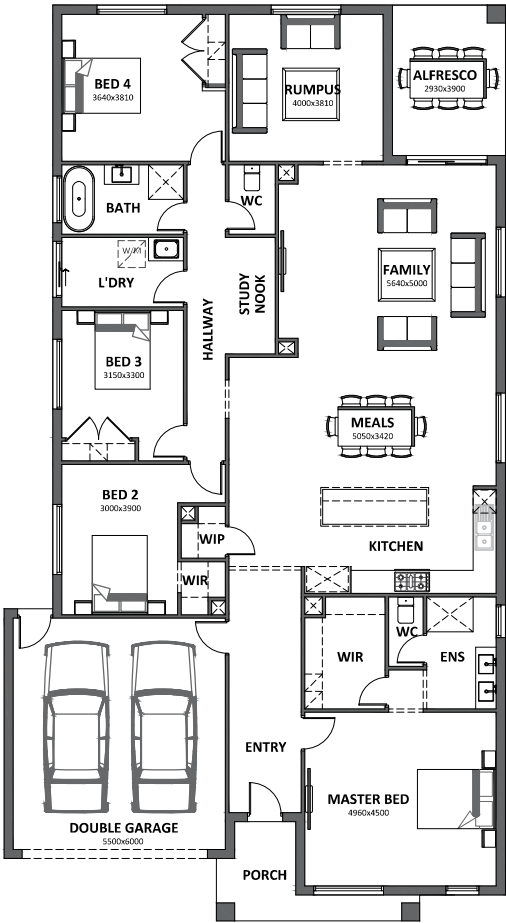 BED 4
3640x3810
RUMPUS
4000x3810
ALFRESCO
2930x3900
BATH
WC
W/M
L'DRY
HALLWAY
STUDY
NOOK
FAMILY
5640x5000
BED 3
3150x3300
MEALS
5050x3420
BED 2
3000x3900
WIP
KITCHEN
WIR
WC
WIR
ENS
ENTRY
MASTER BED
4960x4500
DOUBLE GARAGE
5500x6000
PORCH